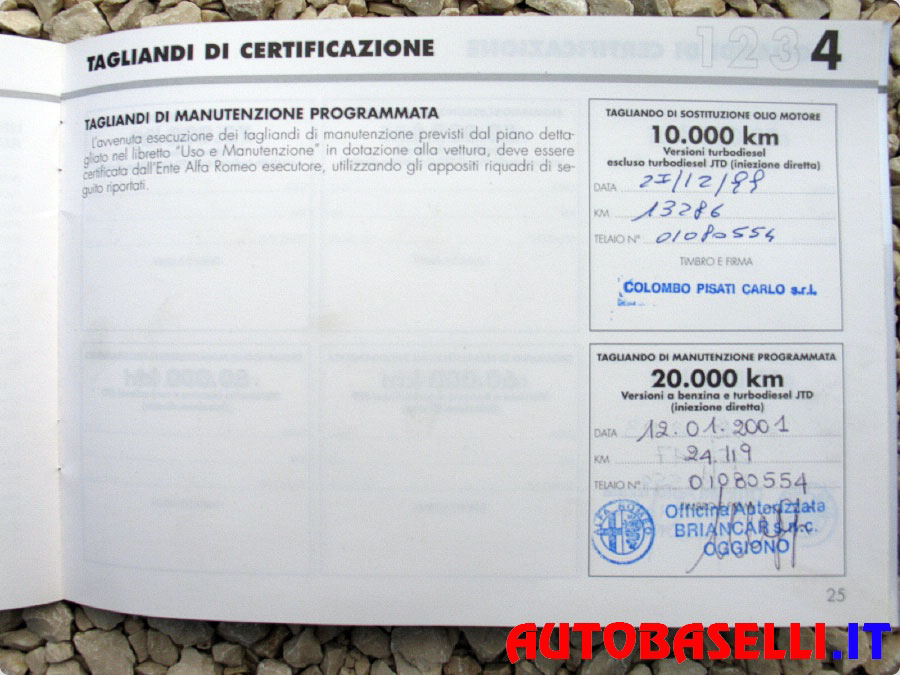 TAGLIANDI DI CERTIFICAZIONE
1234
TAGLIANDI DI MANUTENZIONE PROGRAMMATA
L'avvenuta esecuzione dei tagliandi di manutenzione previsti dal piano detta-
gliato nel libretto "Uso e Manutenzione" in dotazione alla vettura, deve essere
certificata dall'Ente Alfa Romeo esecutore, utilizzando gli appositi riquadri di se-
guito riportati.
TAGLIANDO DI SOSTITUZIONE OLIO MOTORE
10.000 km
Versioni turbodiesel
escluso turbodiesel JTD (iniezione diretta)
DATA 27/12/99
KM 13286
TELAIO N° 01080554
TIMBRO E FIRMA
COLOMBO PISATI CARLO s.r.l.
TAGLIANDO DI MANUTENZIONE PROGRAMMATA
20.000 km
Versioni a benzina e turbodiesel JTD
(iniezione diretta)
DATA 12.01.2001
KM 24.119
TELAIO N° 01080554
ALFA ROMEO
Officina Autorizzata
BRIANCAR s.n.c.
OGGIONO
25
AUTOBASELLI.IT